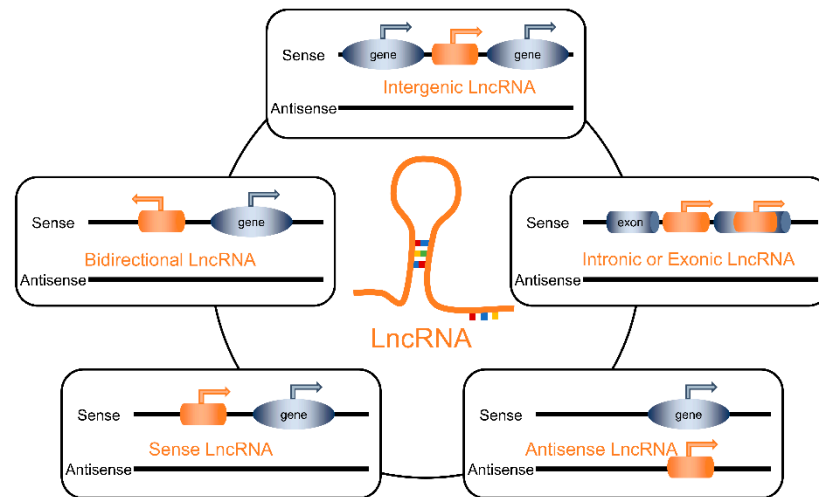 Sense gene gene
Intergenic LncRNA
Antisense
Sense gene
Bidirectional LncRNA
Antisense
Sense exon
Intronic or Exonic LncRNA
Antisense
LncRNA
Sense gene
Sense LncRNA
Antisense
Sense gene
Antisense LncRNA
Antisense